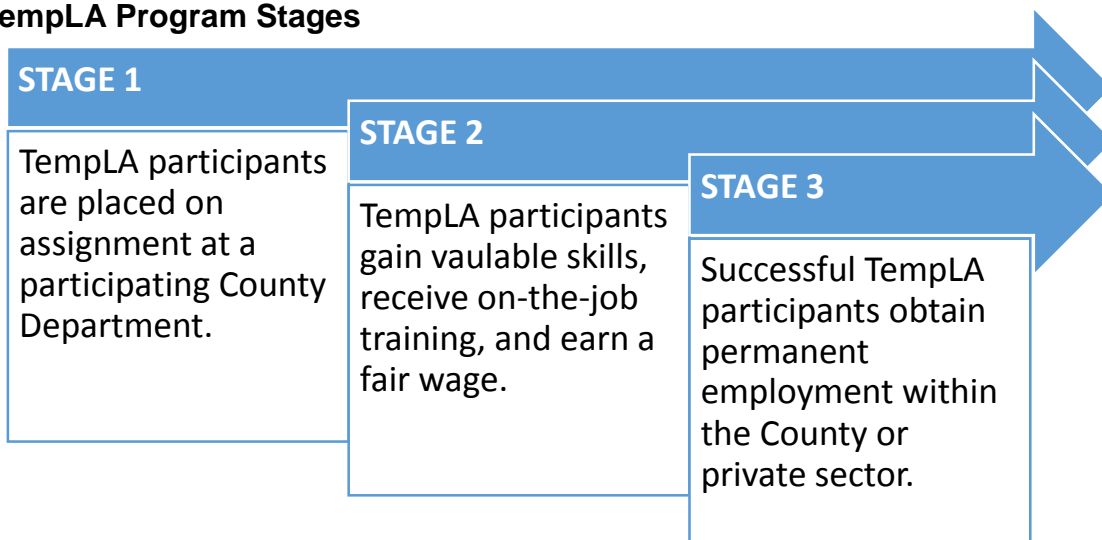 empLA Program Stages
STAGE 1
TempLA participants
are placed on
assignment at a
participating County
Department.
STAGE 2
TempLA participants
gain vaulable skills,
receive on-the-job
training, and earn a
fair wage.
STAGE 3
Successful TempLA
participants obtain
permanent
employment within
the County or
private sector.